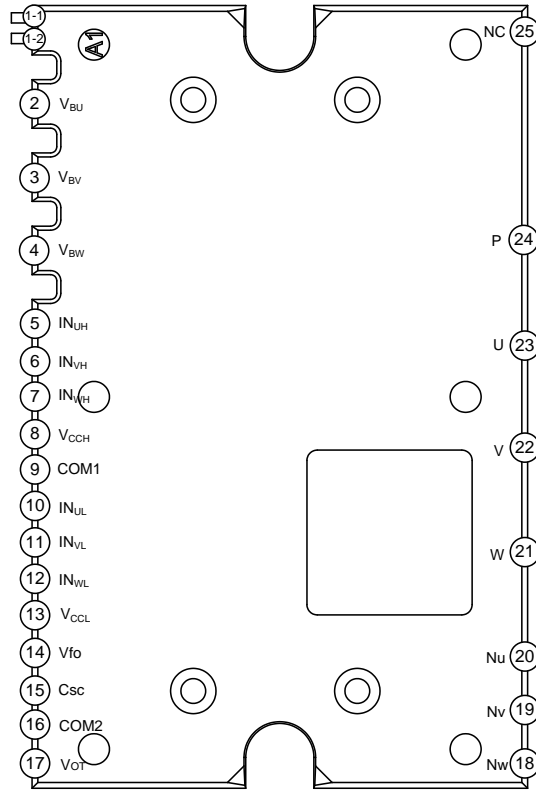 1-1
NC 25
1-2
A1
2 VBU
3 VBV
P 24
4 VBW
5 INUH
U 23
6 INVH
7 INWH
8 VCCH
V 22
9 COM1
10 INUL
11 INVL
W 21
12 INWL
13 VCCL
14 Vfo
Nu 20
15 Csc
Nv 19
16 COM2
17 VOT
Nw 18